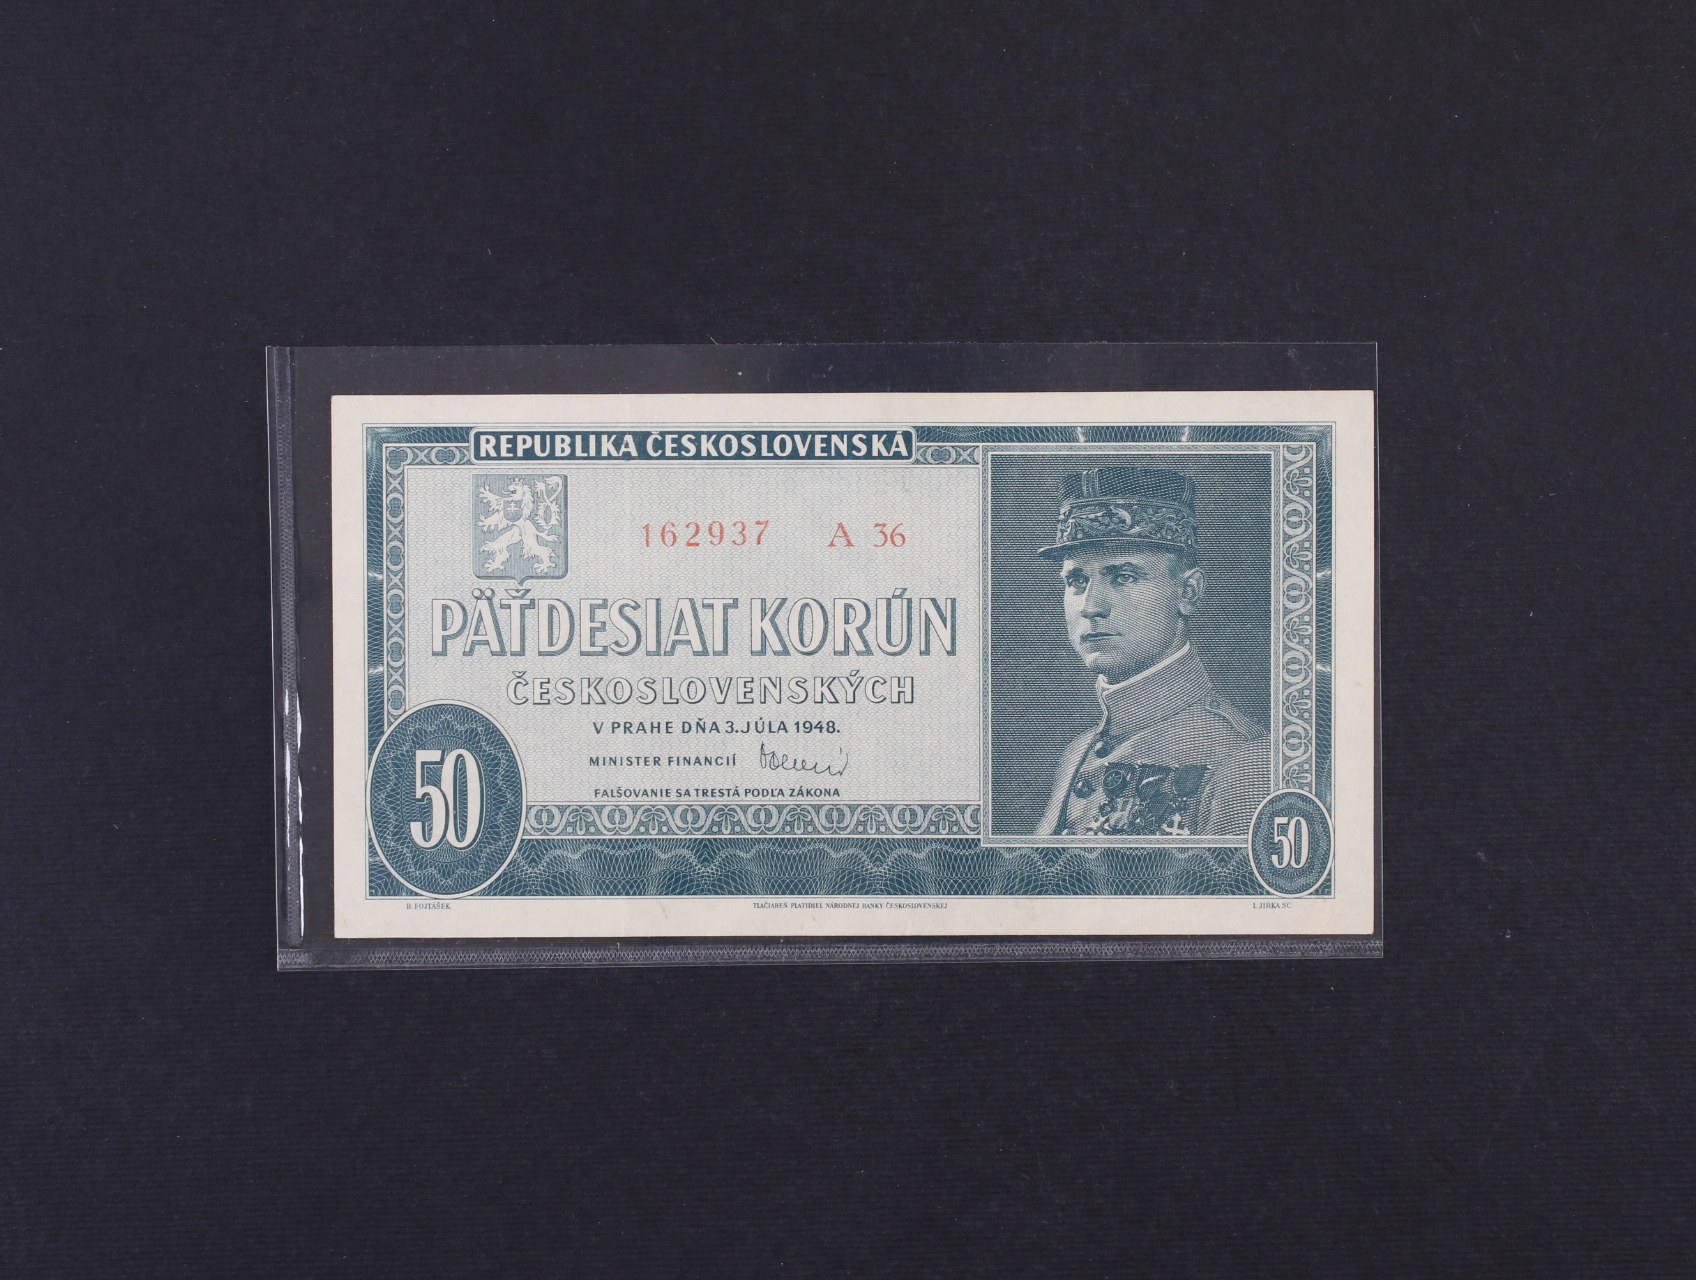 REPUBLIKA ČESKOSLOVENSKÁ
162937 A 36
PÄŤDESIAT KORÚN
ČESKOSLOVENSKÝCH
V PRAHE DŇA 3. JÚLA 1948.
MINISTER FINANCIÍ
FALŠOVANIE SA TRESTÁ PODĽA ZÁKONA
50
50
B. FOJTÁŠEK
TLAČIAREŇ PLATIDIEL NÁRODNEJ BANKY ČESKOSLOVENSKEJ
L. JIRKA SC.